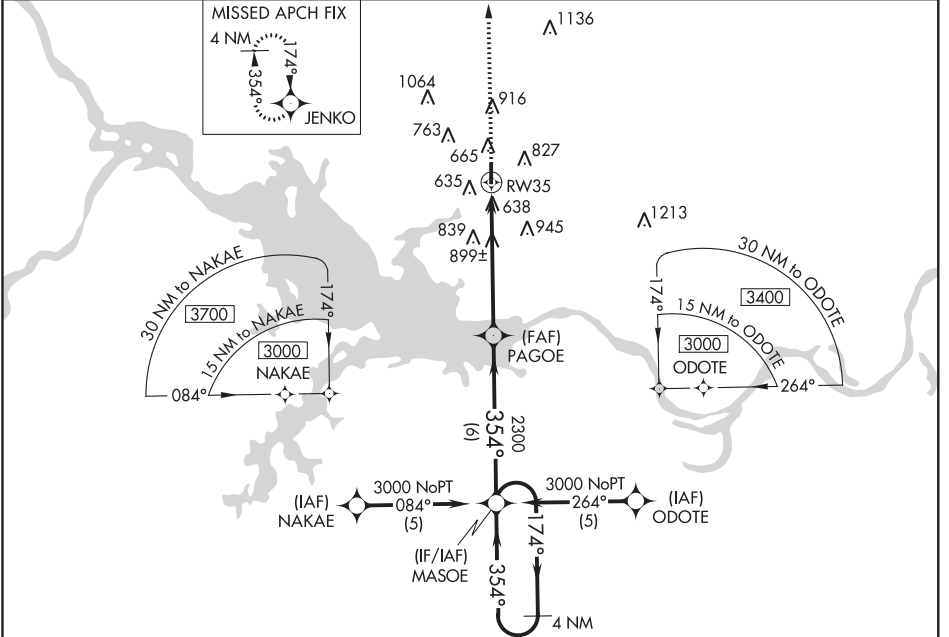 MISSED APCH FIX
4 NM
174°
354°
JENKO
1136
1064
916
763
665
827
635
RW35
638
1213
839
945
899±
30 NM to NAKAE
3700
174°
15 NM to NAKAE
3000
NAKAE
084°
30 NM to ODOTE
3400
174°
15 NM to ODOTE
3000
ODOTE
264°
(FAF)
PAGOE
2300
354°
(6)
(IAF)
NAKAE
3000 NoPT
084°
(5)
3000 NoPT
264°
(5)
(IAF)
ODOTE
(IF/IAF)
MASOE
174°
354°
4 NM